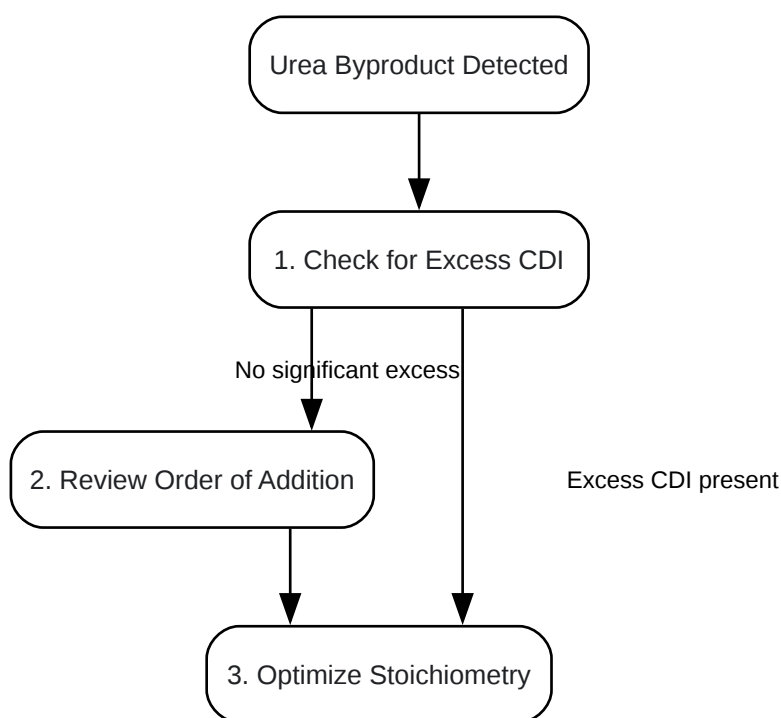 Urea Byproduct Detected
1. Check for Excess CDI
No significant excess
2. Review Order of Addition
Excess CDI present
3. Optimize Stoichiometry